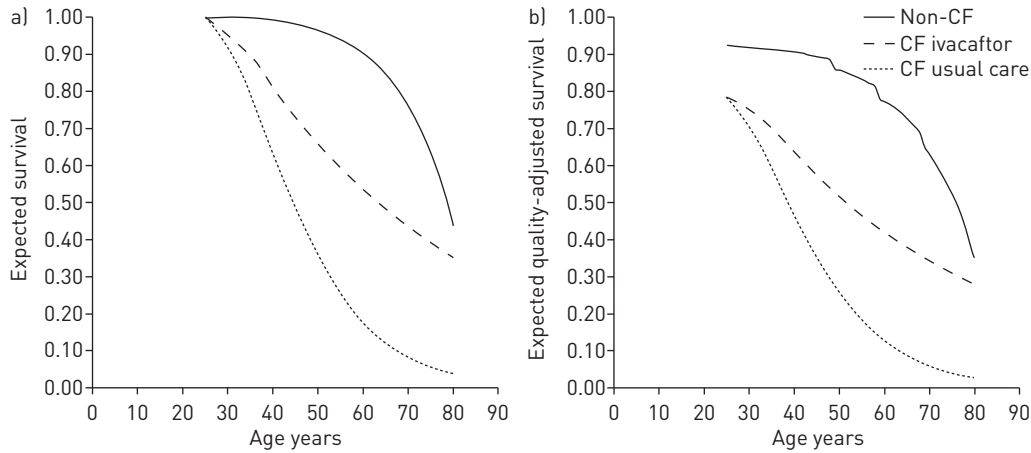 a)
1.00
0.90
0.80
0.70
0.60
0.50
0.40
0.30
0.20
0.10
0.00
Expected survival
0 10 20 30 40 50 60 70 80 90
Age years
b)
1.00
0.90
0.80
0.70
0.60
0.50
0.40
0.30
0.20
0.10
0.00
Expected quality-adjusted survival
0 10 20 30 40 50 60 70 80 90
Age years
Non-CF
CF ivacaftor
CF usual care